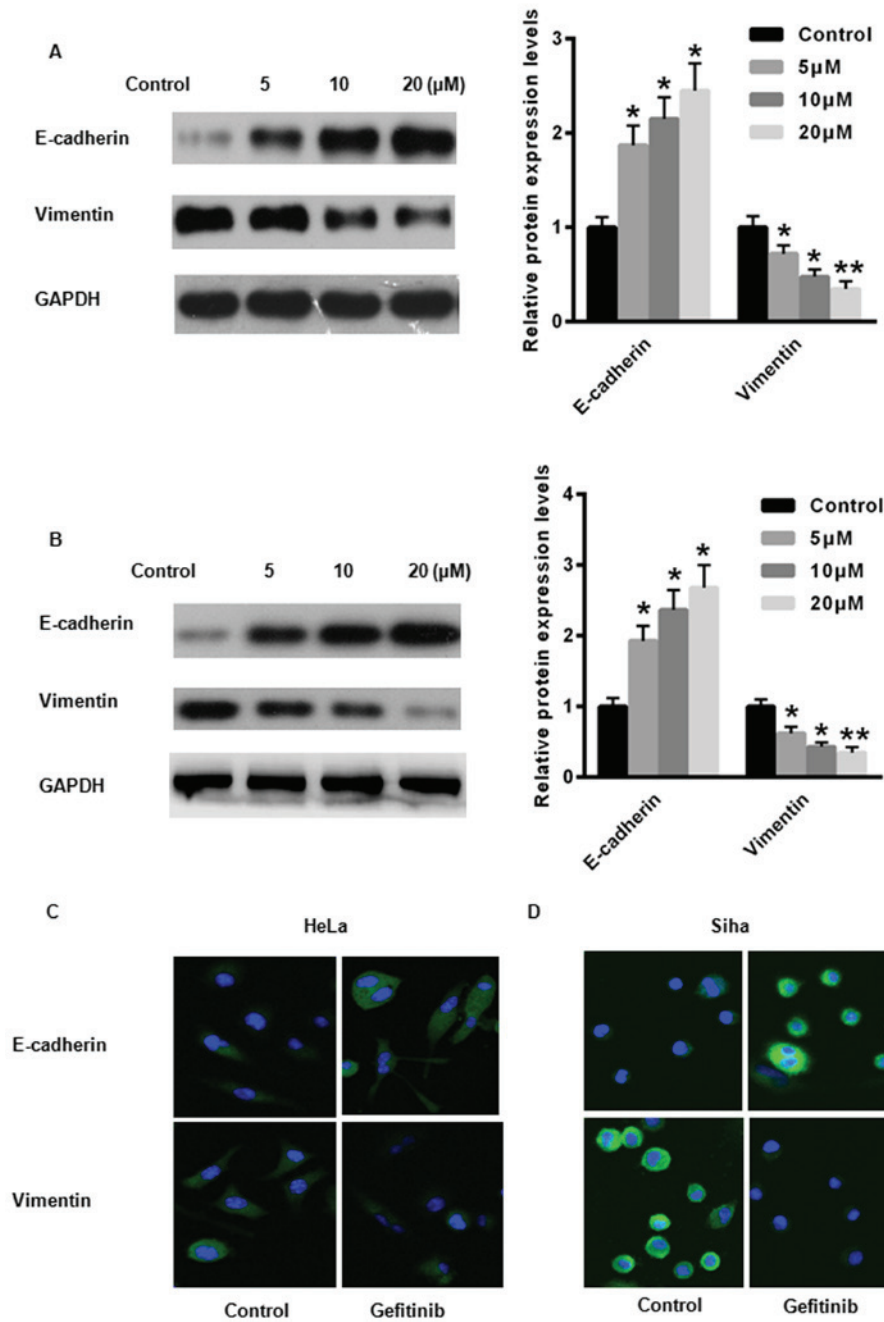 A
Control 5 10 20 (µM)
E-cadherin
Vimentin
GAPDH
Relative protein expression levels
3
2
1
0
* * *
* * **
E-cadherin
Vimentin
Control
5µM
10µM
20µM
B
Control 5 10 20 (µM)
E-cadherin
Vimentin
GAPDH
Relative protein expression levels
4
3
2
1
0
* * *
* * **
E-cadherin
Vimentin
Control
5µM
10µM
20µM
C
HeLa
D
Siha
E-cadherin
Vimentin
Control Gefitinib
Control Gefitinib